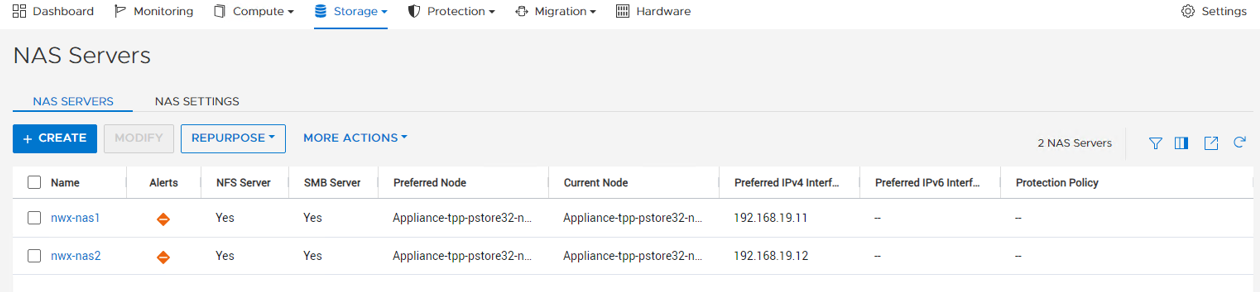 Dashboard Monitoring Compute Storage Protection Migration Hardware Settings
NAS Servers
NAS SERVERS NAS SETTINGS
+ CREATE MODIFY REPURPOSE MORE ACTIONS 2 NAS Servers
Name Alerts NFS Server SMB Server Preferred Node Current Node Preferred IPv4 Interf... Preferred IPv6 Interf... Protection Policy
nwx-nas1 Yes Yes Appliance-tpp-pstore32-n... Appliance-tpp-pstore32-n... 192.168.19.11 -- --
nwx-nas2 Yes Yes Appliance-tpp-pstore32-n... Appliance-tpp-pstore32-n... 192.168.19.12 -- --